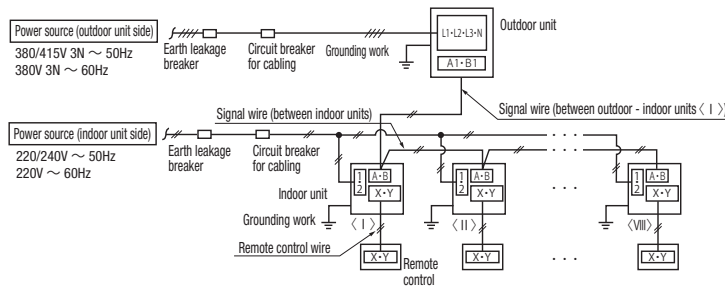 Power source (outdoor unit side)
380/415V 3N ～ 50Hz
380V 3N ～ 60Hz
Earth leakage
breaker
Circuit breaker
for cabling
Grounding work
L1・L2・L3・N
A1・B1
Outdoor unit
Signal wire (between indoor units)
Signal wire (between outdoor - indoor units〈 I 〉)
Power source (indoor unit side)
220/240V ～ 50Hz
220V ～ 60Hz
Earth leakage
breaker
Circuit breaker
for cabling
Indoor unit
Grounding work
Remote control wire
1・2
A・B
X・Y
〈 I 〉
X・Y
Remote
control
1・2
A・B
X・Y
〈 II 〉
X・Y
1・2
A・B
X・Y
〈VIII〉
X・Y